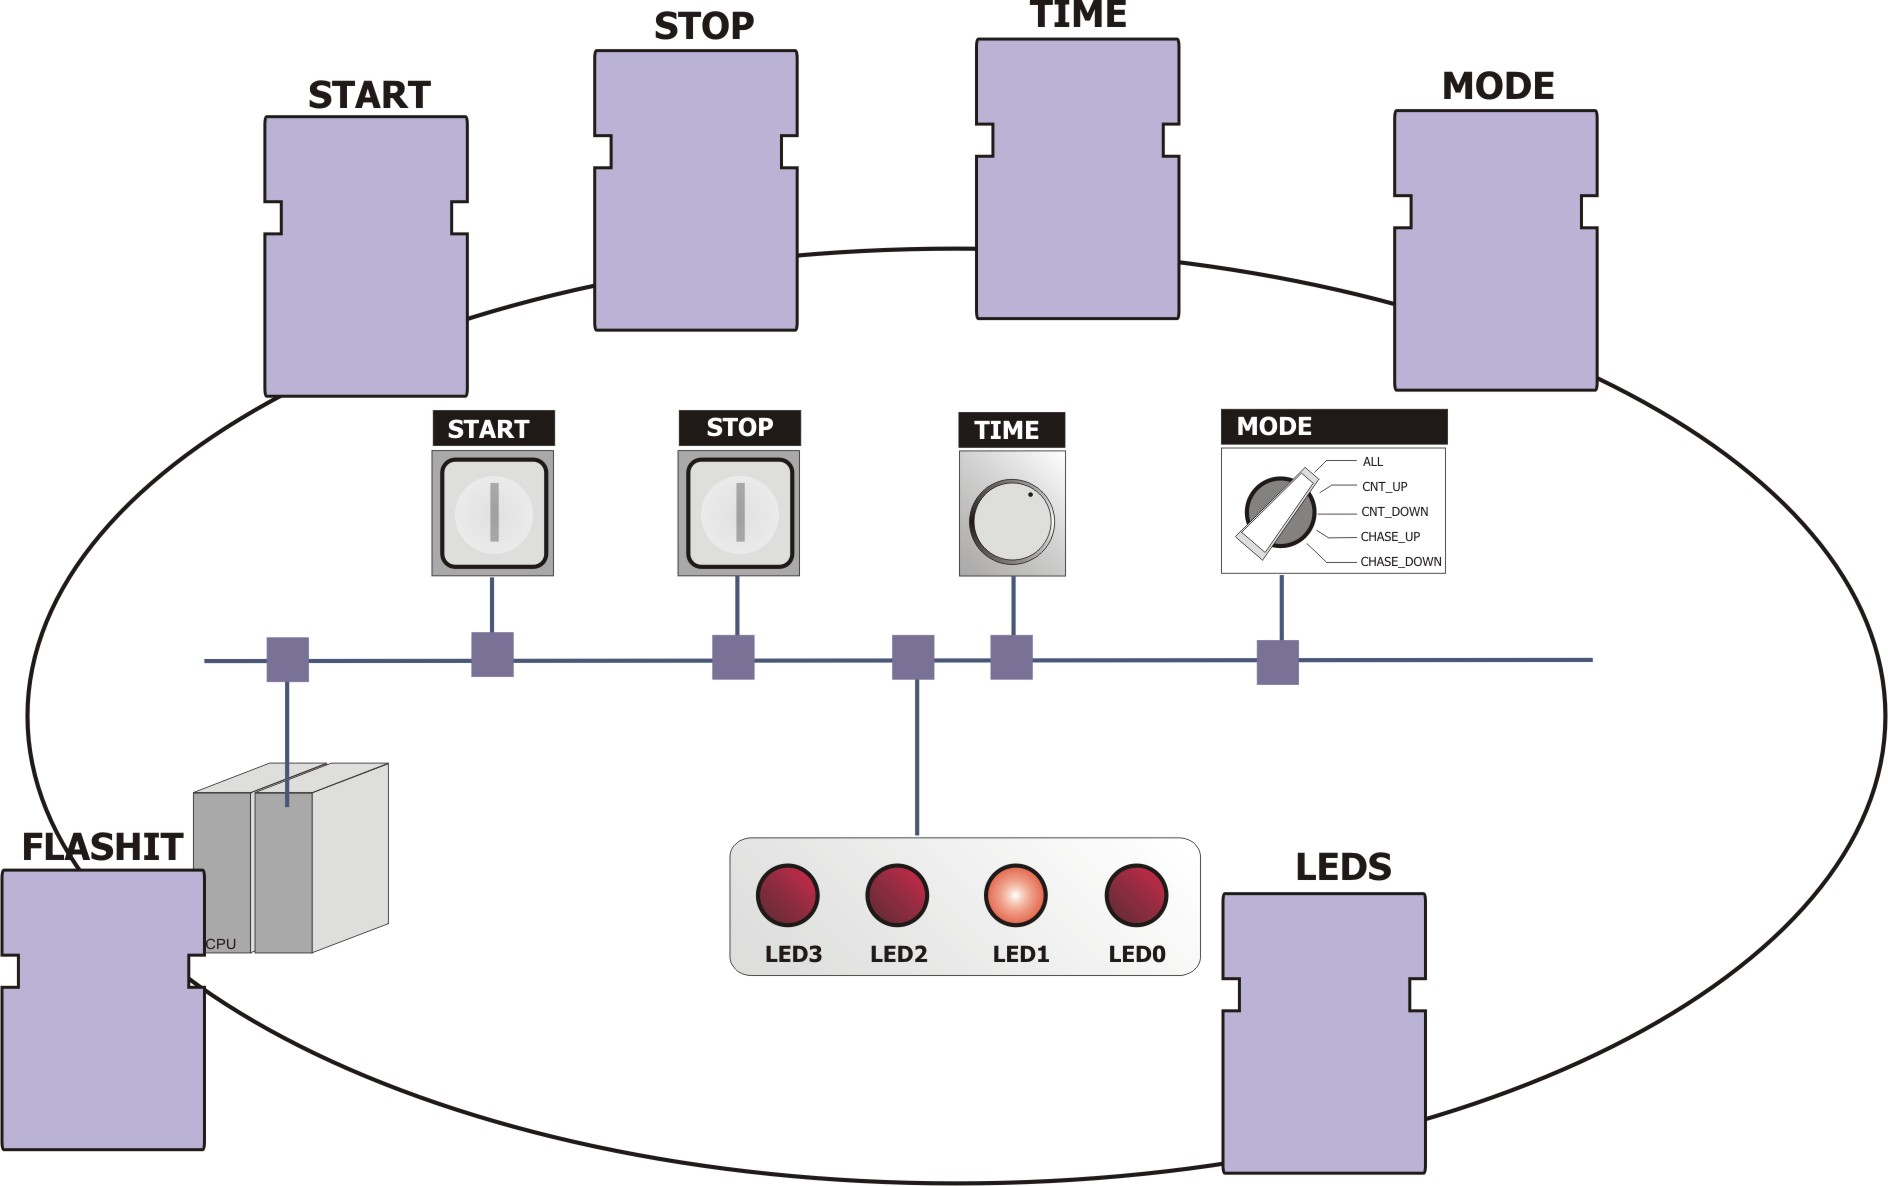 TIME
STOP
MODE
START
START
STOP
TIME
MODE
ALL
CNT_UP
CNT_DOWN
CHASE_UP
CHASE_DOWN
FLASHIT
CPU
LEDS
LED3
LED2
LED1
LED0